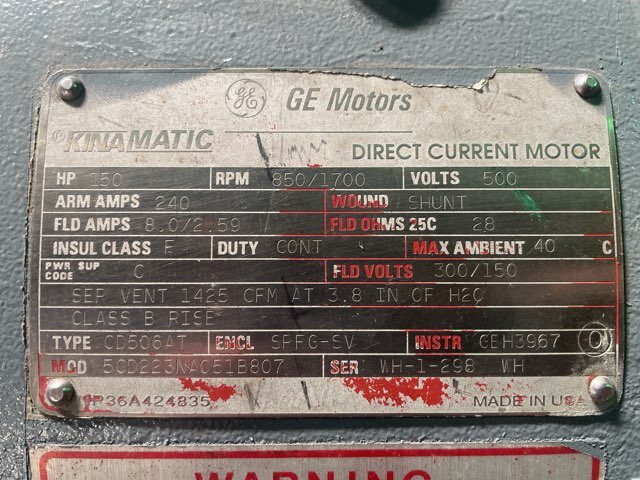 GE GE Motors
KINAMATIC DIRECT CURRENT MOTOR
HP 150 RPM 850/1700 VOLTS 500
ARM AMPS 240 WOUND SHUNT
FLD AMPS 8.0/2.59 FLD OHMS 25C 28
INSUL CLASS F DUTY CONT MAX AMBIENT 40 C
PWR SUP CODE C FLD VOLTS 300/150
SEP VENT 1425 CFM AT 3.8 IN OF H2O
CLASS B RISE
TYPE CD506AT ENCL SPFG-SV INSTR GEH3967
MOD 5CD223NA051B807 SER WH-1-298 WH
NP36A424835 MADE IN USA
WARNING